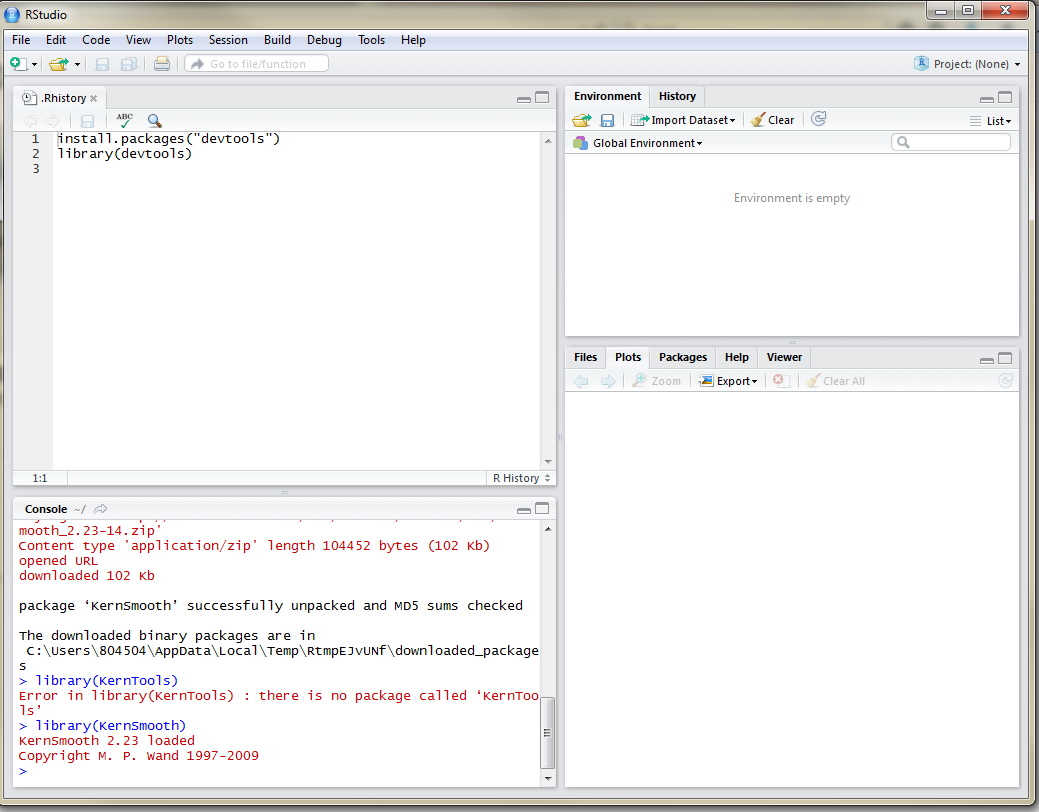 RStudio
File Edit Code View Plots Session Build Debug Tools Help
Go to file/function
Project: (None)
.Rhistory
ABC
1 install.packages("devtools")
2 library(devtools)
3
1:1
R History
Console ~/
mooth_2.23-14.zip'
Content type 'application/zip' length 104452 bytes (102 Kb)
opened URL
downloaded 102 Kb
package ‘KernSmooth’ successfully unpacked and MD5 sums checked
The downloaded binary packages are in
C:\Users\804504\AppData\Local\Temp\RtmpEJvUNf\downloaded_package
s
> library(KernTools)
Error in library(KernTools) : there is no package called ‘KernToo
ls’
> library(KernSmooth)
KernSmooth 2.23 loaded
Copyright M. P. Wand 1997-2009
>
Environment History
Import Dataset Clear
List
Global Environment
Environment is empty
Files Plots Packages Help Viewer
Zoom Export Clear All